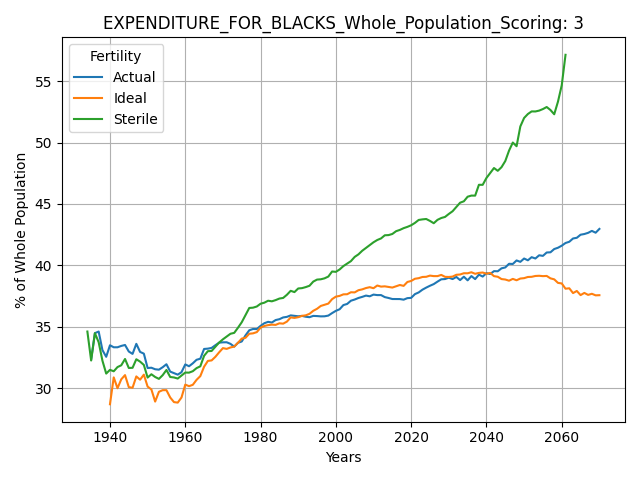 EXPENDITURE_FOR_BLACKS_Whole_Population_Scoring: 3
Fertility
Actual
Ideal
Sterile
% of Whole Population
55
50
45
40
35
30
1940 1960 1980 2000 2020 2040 2060
Years